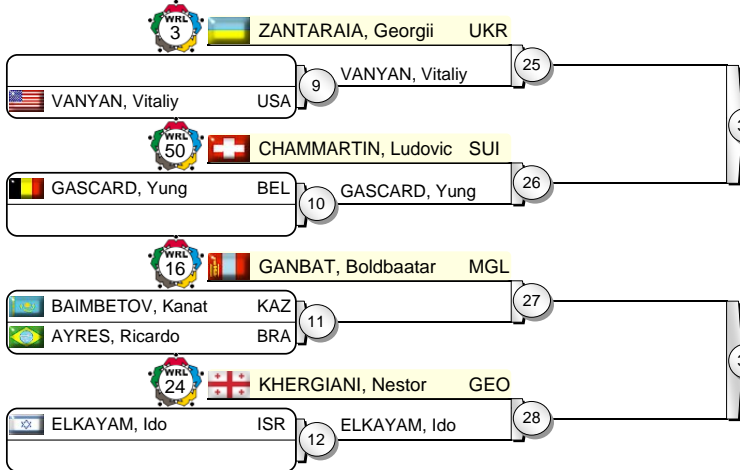 WRL
3
ZANTARAIA, Georgii UKR
9
VANYAN, Vitaliy
25
VANYAN, Vitaliy USA
WRL
50
CHAMMARTIN, Ludovic SUI
GASCARD, Yung BEL
10
GASCARD, Yung
26
WRL
16
GANBAT, Boldbaatar MGL
BAIMBETOV, Kanat KAZ
11
27
AYRES, Ricardo BRA
WRL
24
KHERGIANI, Nestor GEO
ELKAYAM, Ido ISR
12
ELKAYAM, Ido
28